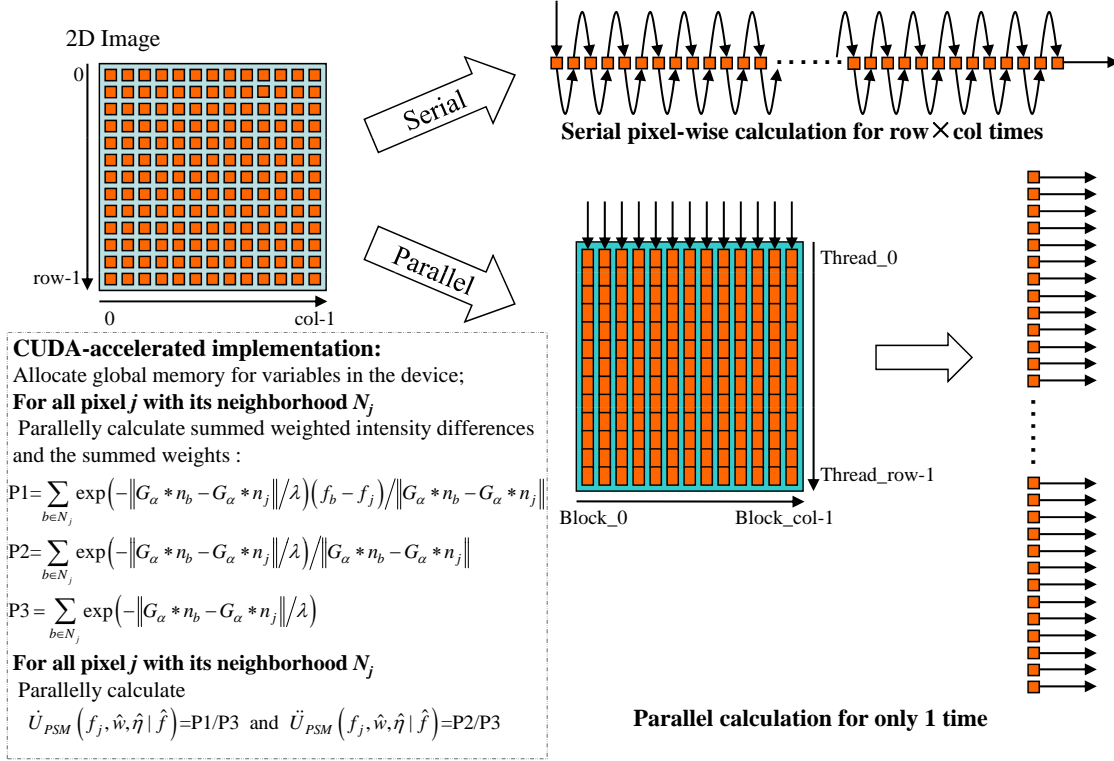 2D Image
0
row-1
0
col-1
Serial
Serial pixel-wise calculation for row×col times
Parallel
Thread_0
Thread_row-1
Block_0
Block_col-1
Parallel calculation for only 1 time
CUDA-accelerated implementation:
Allocate global memory for variables in the device;
For all pixel j with its neighborhood N_j
Parallelly calculate summed weighted intensity differences
and the summed weights :
P1=∑_{b∈N_j} exp(−‖G_α * n_b − G_α * n_j‖/λ)(f_b − f_j)/‖G_α * n_b − G_α * n_j‖
P2=∑_{b∈N_j} exp(−‖G_α * n_b − G_α * n_j‖/λ)/‖G_α * n_b − G_α * n_j‖
P3=∑_{b∈N_j} exp(−‖G_α * n_b − G_α * n_j‖/λ)
For all pixel j with its neighborhood N_j
Parallelly calculate
U̇_PSM(f_j, ŵ, η̂ | f̂)=P1/P3 and Ü_PSM(f_j, ŵ, η̂ | f̂)=P2/P3